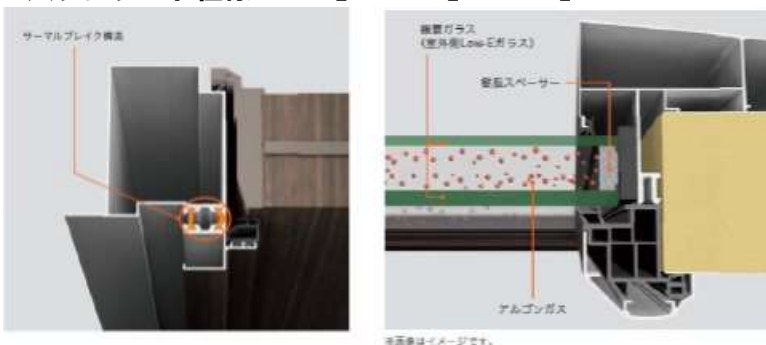 サーマルブレイク構造
複層ガラス
(室外側Low-Eガラス)
樹脂スペーサー
アルゴンガス
※画像はイメージです。